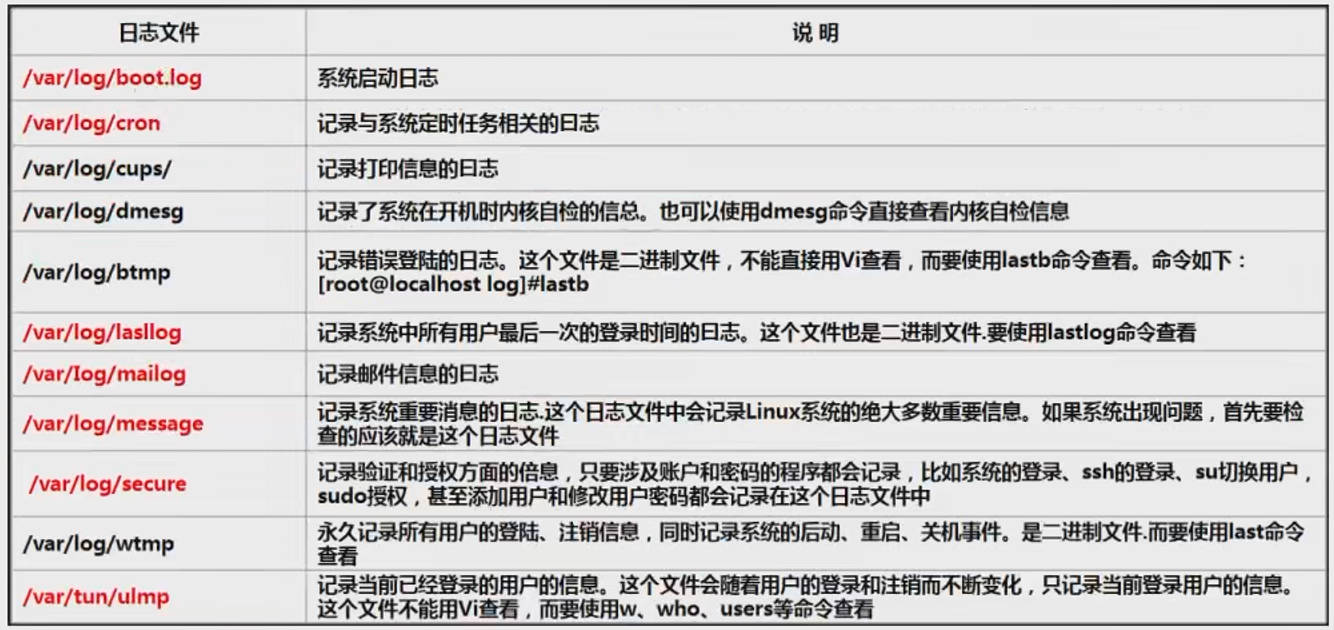 日志文件
说 明
/var/log/boot.log
系统启动日志
/var/log/cron
记录与系统定时任务相关的日志
/var/log/cups/
记录打印信息的曰志
/var/log/dmesg
记录了系统在开机时内核自检的信总。也可以使用dmesg命令直接查看内核自检信息
/var/log/btmp
记录错误登陆的日志。这个文件是二进制文件，不能直接用Vi查看，而要使用lastb命令查看。命令如下：
[root@localhost log]#lastb
/var/log/lasllog
记录系统中所有用户最后一次的登录时间的日志。这个文件也是二进制文件.要使用lastlog命令查看
/var/Iog/mailog
记录邮件信息的日志
/var/log/message
记录系统重要消息的日志.这个日志文件中会记录Linux系统的绝大多数重要信息。如果系统出现问题，首先要检
查的应该就是这个日志文件
/var/log/secure
记录验证和授权方面的倍息，只要涉及账户和密码的程序都会记录，比如系统的登录、ssh的登录、su切换用户，
sudo授权，甚至添加用户和修改用户密码都会记录在这个日志文件中
/var/log/wtmp
永久记录所有用户的登陆、注销信息，同时记录系统的后动、重启、关机事件。是二进制文件.而要使用last命令
查看
/var/tun/ulmp
记录当前已经登录的用户的信息。这个文件会随着用户的登录和注销而不断变化，只记录当前登录用户的信息。
这个文件不能用Vi查看，而要使用w、who、users等命令查看